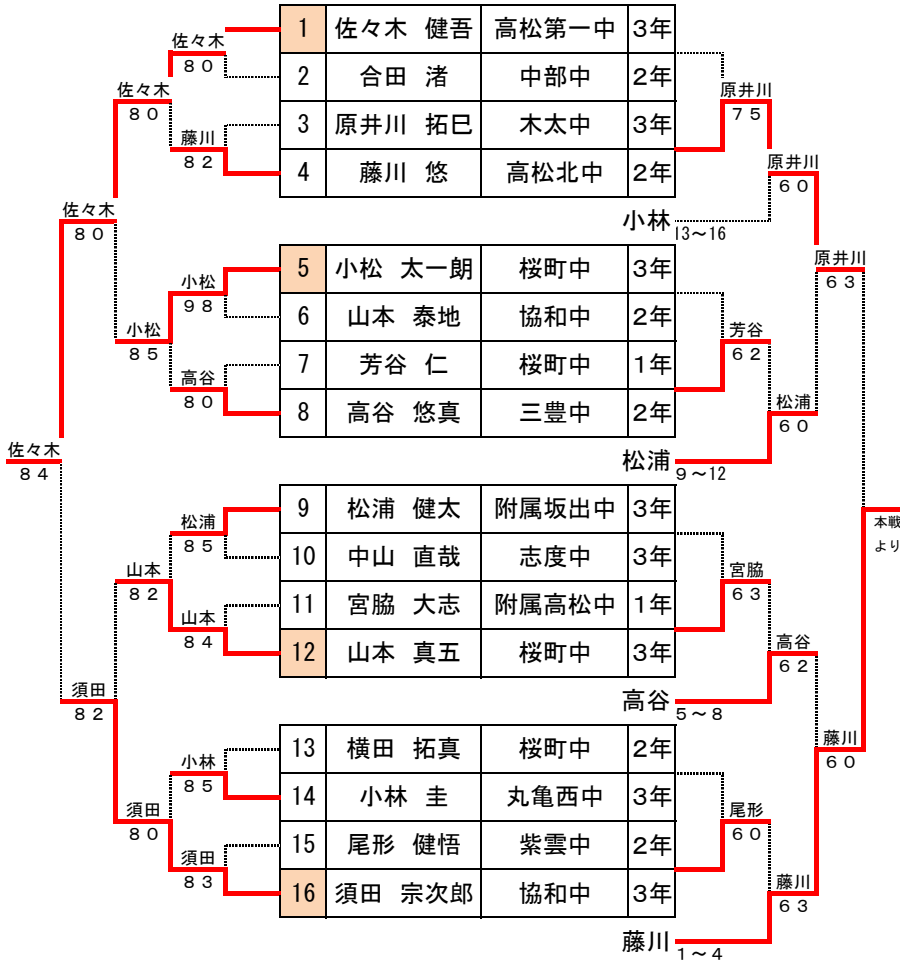 1 佐々木 健吾 高松第一中 3年
佐々木
80
2 合田 渚 中部中 2年
佐々木
80
原井川
75
3 原井川 拓巳 木太中 3年
藤川
82
4 藤川 悠 高松北中 2年
原井川
60
小林 13～16
佐々木
80
5 小松 太一朗 桜町中 3年
小松
98
原井川
63
6 山本 泰地 協和中 2年
小松
85
芳谷
62
7 芳谷 仁 桜町中 1年
高谷
80
8 高谷 悠真 三豊中 2年
松浦
60
松浦 9～12
佐々木
84
9 松浦 健太 附属坂出中 3年
松浦
85
本戦
より
10 中山 直哉 志度中 3年
山本
82
宮脇
63
11 宮脇 大志 附属高松中 1年
山本
84
12 山本 真五 桜町中 3年
高谷
62
高谷 5～8
須田
82
13 横田 拓真 桜町中 2年
小林
85
藤川
60
14 小林 圭 丸亀西中 3年
須田
80
尾形
60
15 尾形 健悟 紫雲中 2年
須田
83
16 須田 宗次郎 協和中 3年
藤川
63
藤川 1～4